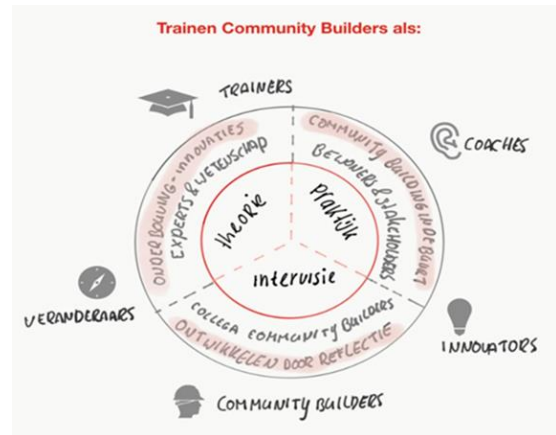 Trainen Community Builders als:
TRAINERS
COACHES
INNOVATORS
COMMUNITY BUILDERS
VERANDERAARS
ONDERBOUWING - INNOVATIES
EXPERTS & WETENSCHAP
theorie
COMMUNITY BUILDING IN DE BUURT
BEWONERS & STAKEHOLDERS
praktijk
intervisie
COLLEGA COMMUNITY BUILDERS
ONTWIKKELEN DOOR REFLECTIE